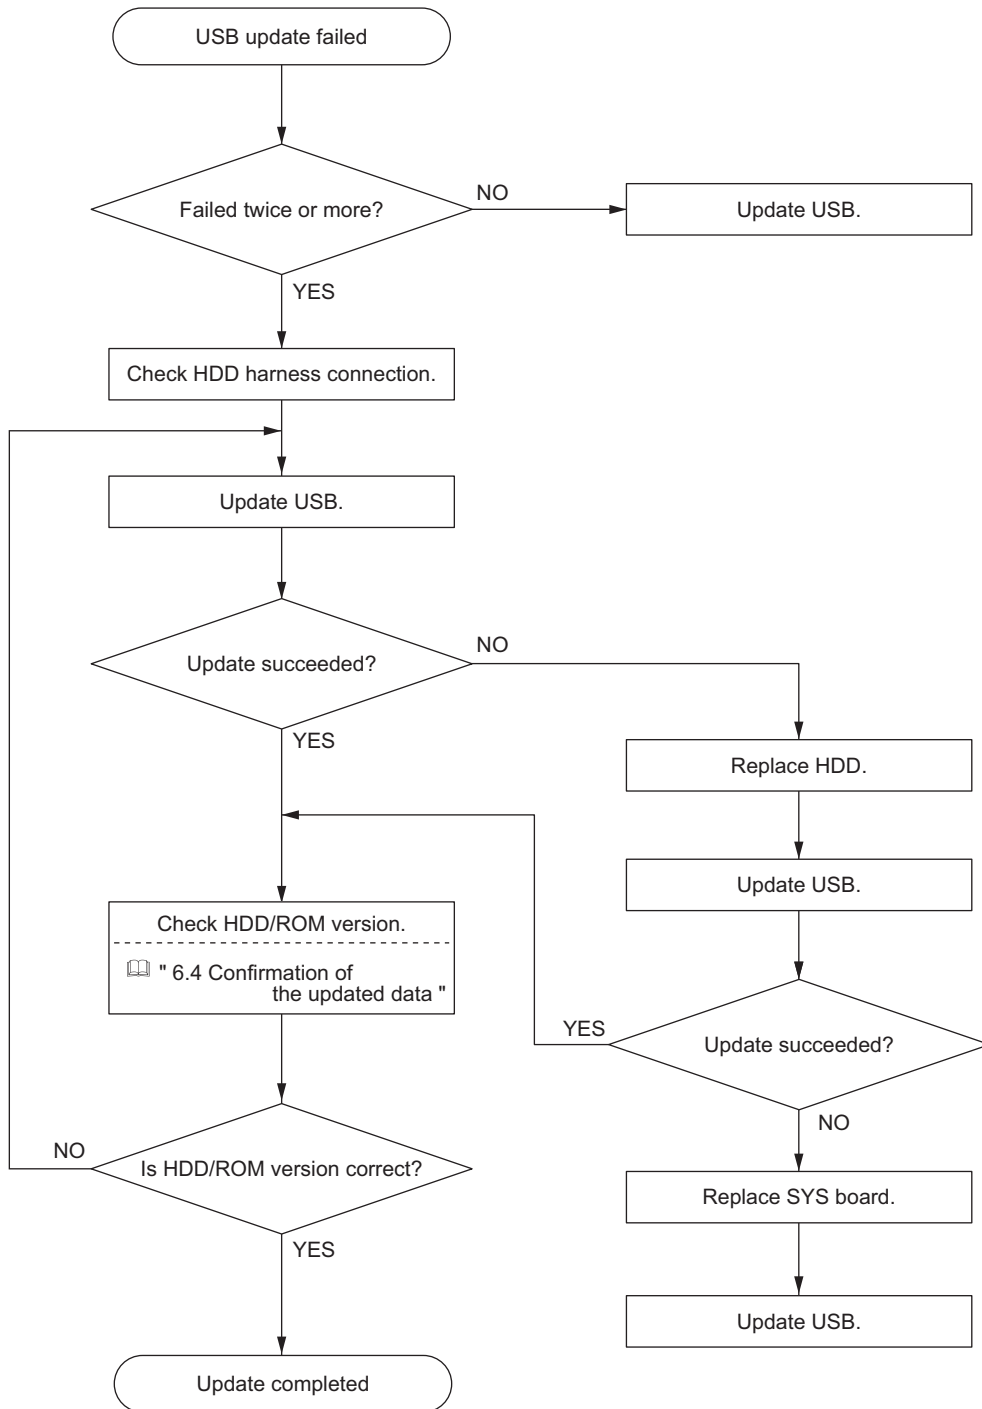 USB update failed
Failed twice or more?
NO
Update USB.
YES
Check HDD harness connection.
Update USB.
Update succeeded?
NO
YES
Replace HDD.
Update USB.
Check HDD/ROM version.
" 6.4 Confirmation of
the updated data "
YES
Update succeeded?
NO
NO
Is HDD/ROM version correct?
YES
Replace SYS board.
Update USB.
Update completed